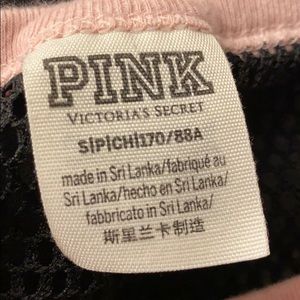 PINK
VICTORIA'S SECRET
S|P|CH|170/88A
made in Sri Lanka/fabriqué au
Sri Lanka/hecho en Sri Lanka/
fabbricato in Sri Lanka/
斯里兰卡制造